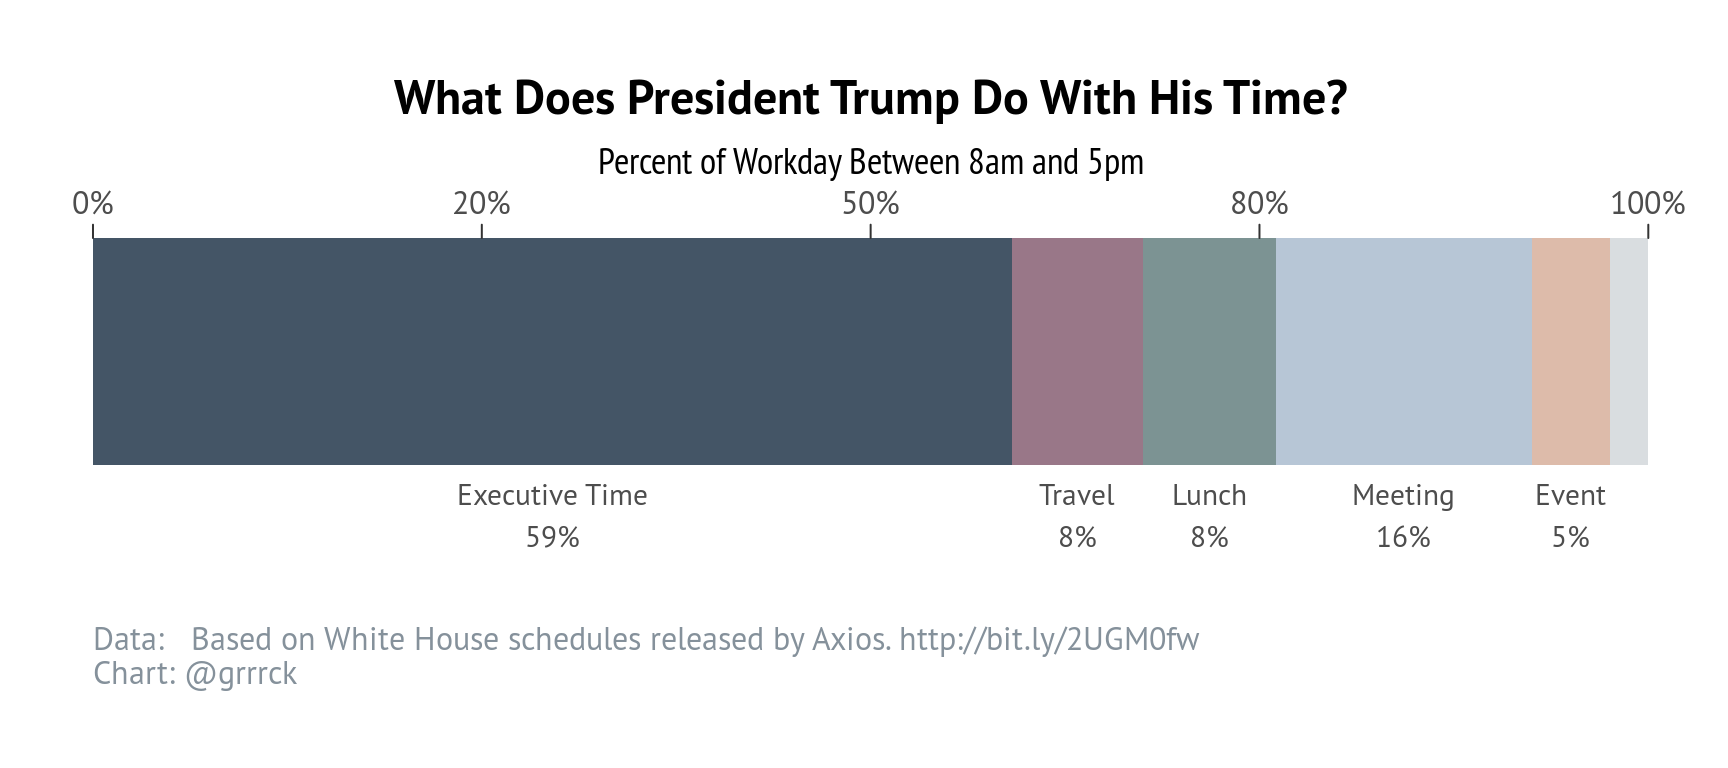 What Does President Trump Do With His Time?
Percent of Workday Between 8am and 5pm
0% 20% 50% 80% 100%
Executive Time Travel Lunch Meeting Event
59% 8% 8% 16% 5%
Data: Based on White House schedules released by Axios. http://bit.ly/2UGM0fw
Chart: @grrrck